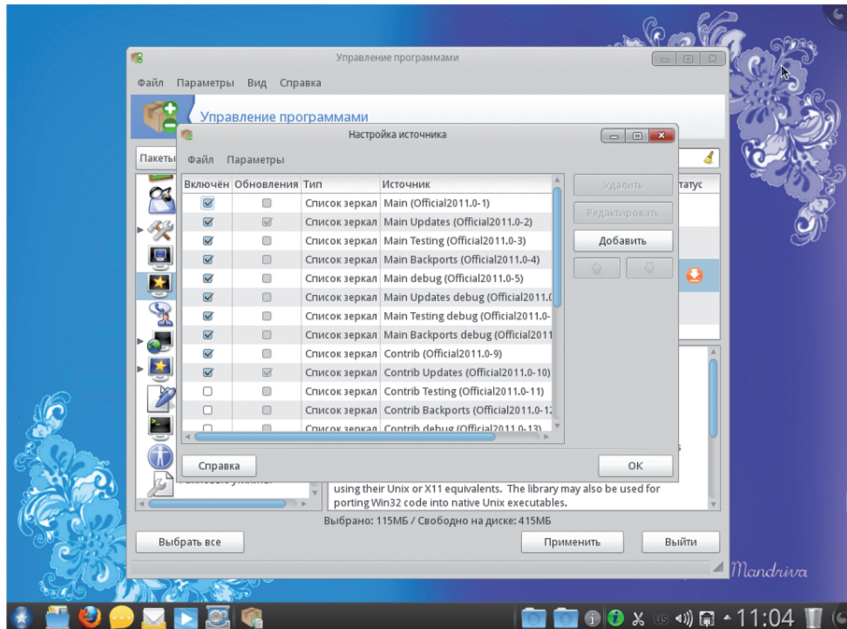 Управление программами
Файл Параметры Вид Справка
Управление программами
Настройка источника
Пакеты
Файл Параметры
татус
Включён Обновления Тип Источник
Удалить
Список зеркал Main (Official2011.0-1)
Редактировать
Список зеркал Main Updates (Official2011.0-2)
Список зеркал Main Testing (Official2011.0-3)
Добавить
Список зеркал Main Backports (Official2011.0-4)
Список зеркал Main debug (Official2011.0-5)
Список зеркал Main Updates debug (Official2011.0
Список зеркал Main Testing debug (Official2011.0-
Список зеркал Main Backports debug (Official2011
Список зеркал Contrib (Official2011.0-9)
Список зеркал Contrib Updates (Official2011.0-10)
Список зеркал Contrib Testing (Official2011.0-11)
Список зеркал Contrib Backports (Official2011.0-12
Список зеркал Contrib debug (Official2011.0-13)
Справка
OK
using their Unix or X11 equivalents. The library may also be used for
porting Win32 code into native Unix executables.
Выбрано: 115МБ / Свободно на диске: 415МБ
Выбрать все
Применить
Выйти
Mandriva
us
11:04